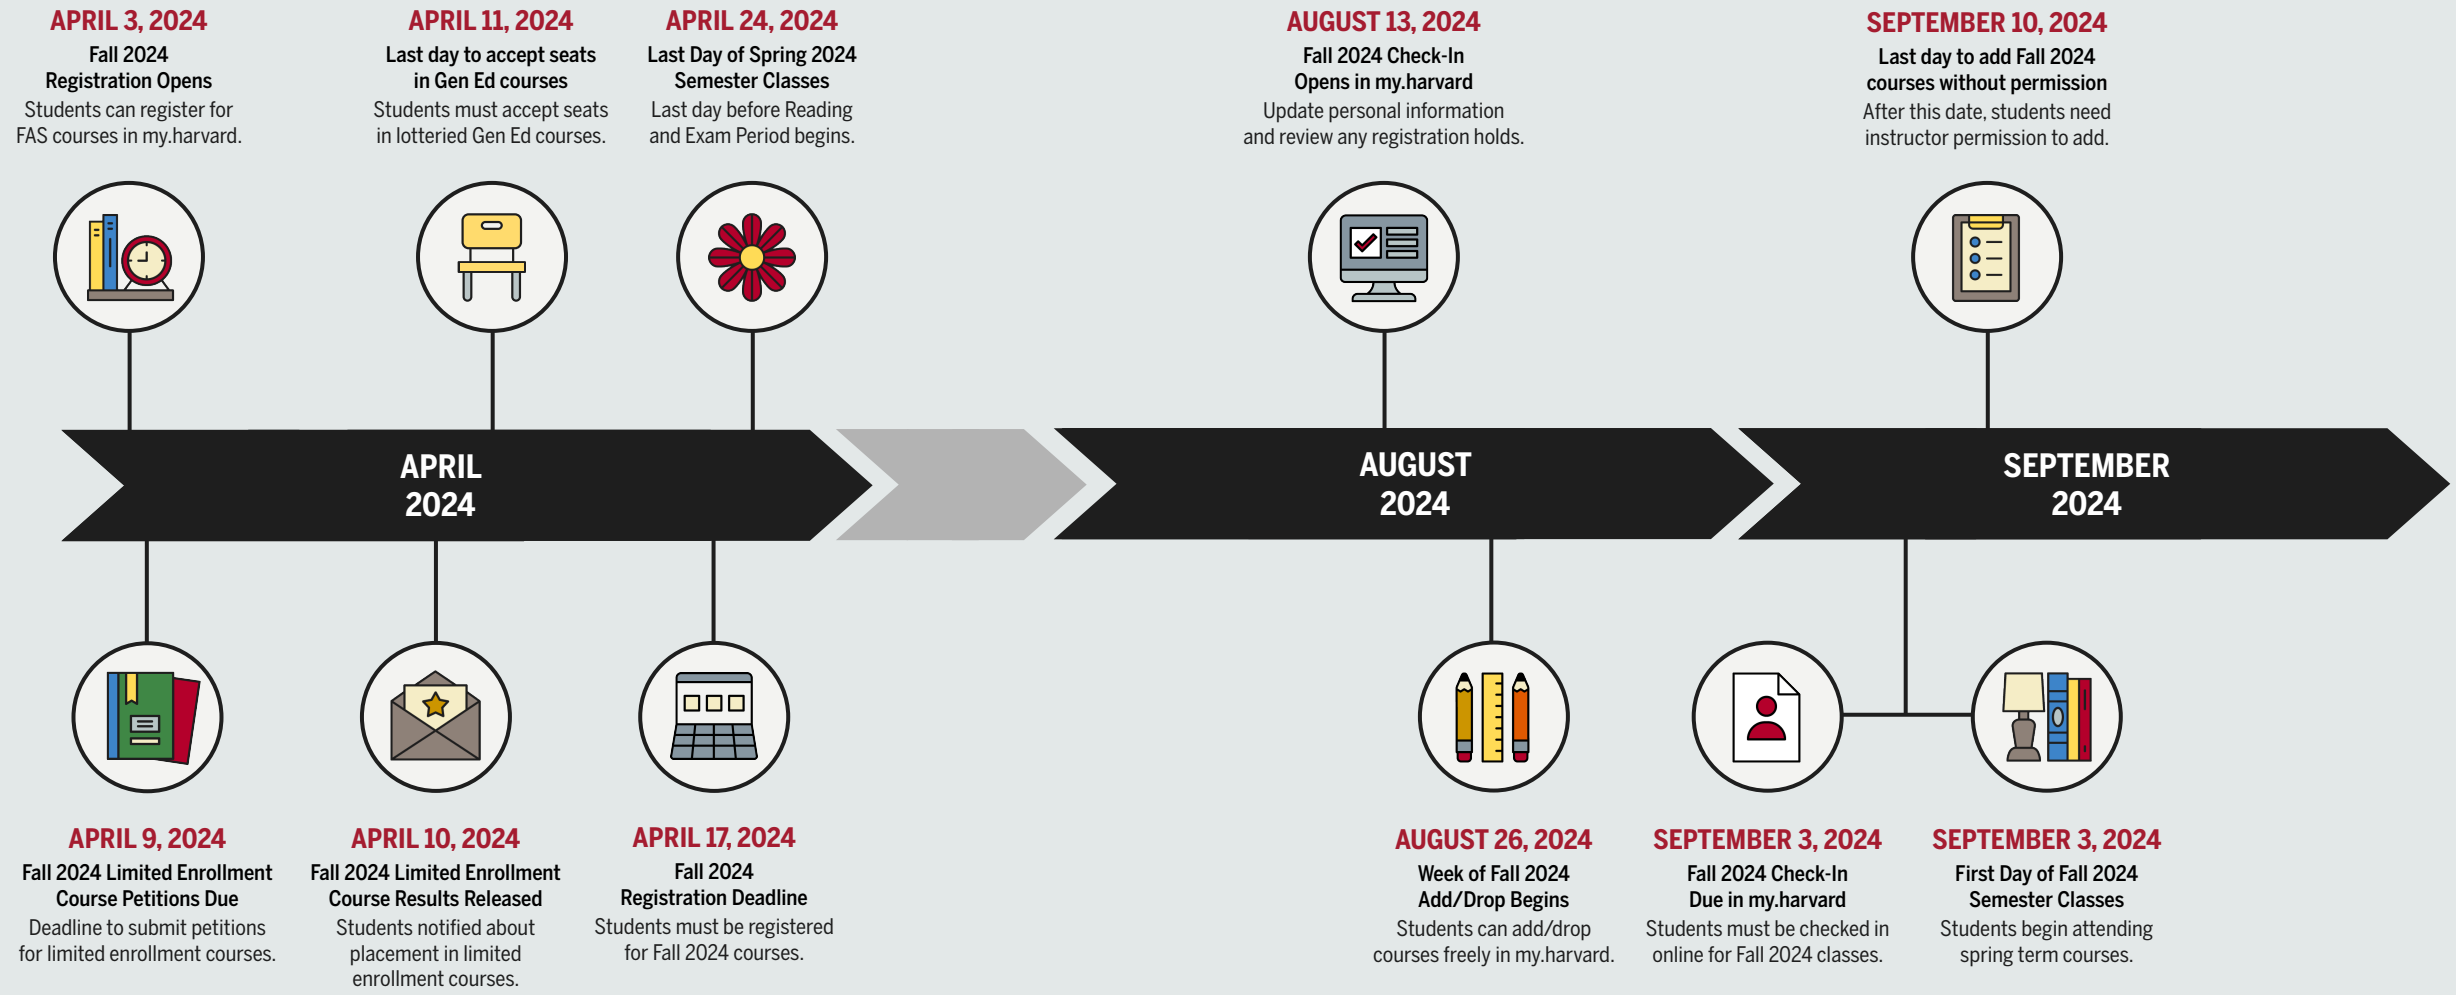 APRIL 3, 2024
Fall 2024
Registration Opens
Students can register for
FAS courses in my.harvard.
APRIL 11, 2024
Last day to accept seats
in Gen Ed courses
Students must accept seats
in lotteried Gen Ed courses.
APRIL 24, 2024
Last Day of Spring 2024
Semester Classes
Last day before Reading
and Exam Period begins.
AUGUST 13, 2024
Fall 2024 Check-In
Opens in my.harvard
Update personal information
and review any registration holds.
SEPTEMBER 10, 2024
Last day to add Fall 2024
courses without permission
After this date, students need
instructor permission to add.
APRIL
2024
AUGUST
2024
SEPTEMBER
2024
APRIL 9, 2024
Fall 2024 Limited Enrollment
Course Petitions Due
Deadline to submit petitions
for limited enrollment courses.
APRIL 10, 2024
Fall 2024 Limited Enrollment
Course Results Released
Students notified about
placement in limited
enrollment courses.
APRIL 17, 2024
Fall 2024
Registration Deadline
Students must be registered
for Fall 2024 courses.
AUGUST 26, 2024
Week of Fall 2024
Add/Drop Begins
Students can add/drop
courses freely in my.harvard.
SEPTEMBER 3, 2024
Fall 2024 Check-In
Due in my.harvard
Students must be checked in
online for Fall 2024 classes.
SEPTEMBER 3, 2024
First Day of Fall 2024
Semester Classes
Students begin attending
spring term courses.